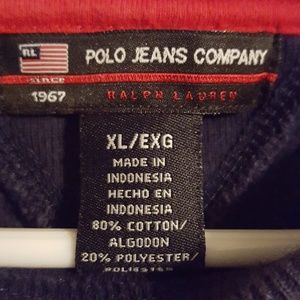 RL
POLO JEANS COMPANY
SINCE
1967
RALPH LAUREN
XL/EXG
MADE IN
INDONESIA
HECHO EN
INDONESIA
80% COTTON/
ALGODON
20% POLYESTER/
POLIESTER